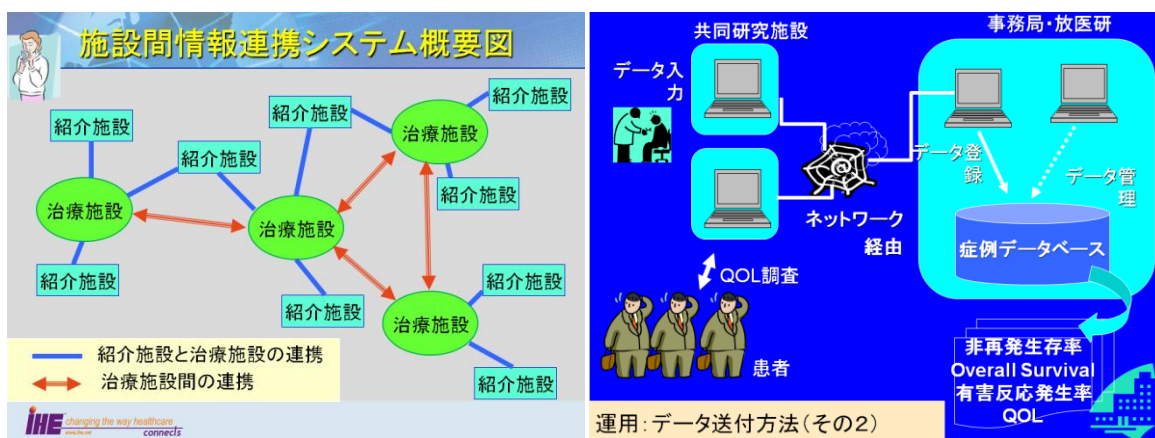 施設間情報連携システム概要図
紹介施設
紹介施設
紹介施設
紹介施設
治療施設
紹介施設
治療施設
治療施設
紹介施設
紹介施設
紹介施設
治療施設
紹介施設
紹介施設と治療施設の連携
治療施設間の連携
IHE changing the way healthcare
www.ihe.net connects
共同研究施設
事務局・放医研
データ入
力
データ登
録
データ管
理
ネットワーク
経由
症例データベース
QOL調査
患者
非再発生存率
Overall Survival
有害反応発生率
QOL
運用:データ送付方法(その2)